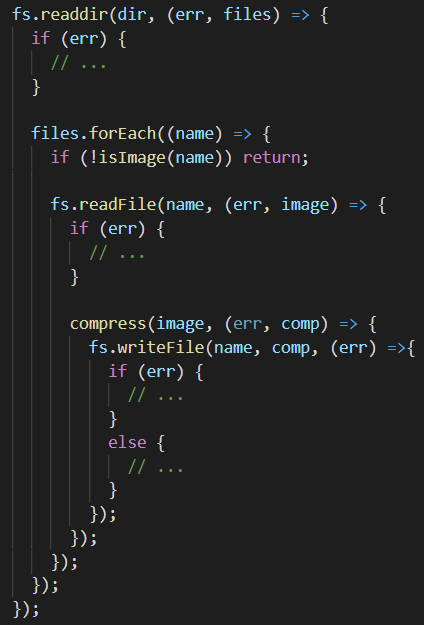 fs.readdir(dir, (err, files) => {
  if (err) {
    // ...
  }

  files.forEach((name) => {
    if (!isImage(name)) return;

    fs.readFile(name, (err, image) => {
      if (err) {
        // ...
      }

      compress(image, (err, comp) => {
        fs.writeFile(name, comp, (err) =>{
          if (err) {
            // ...
          }
          else {
            // ...
          }
        });
      });
    });
  });
});